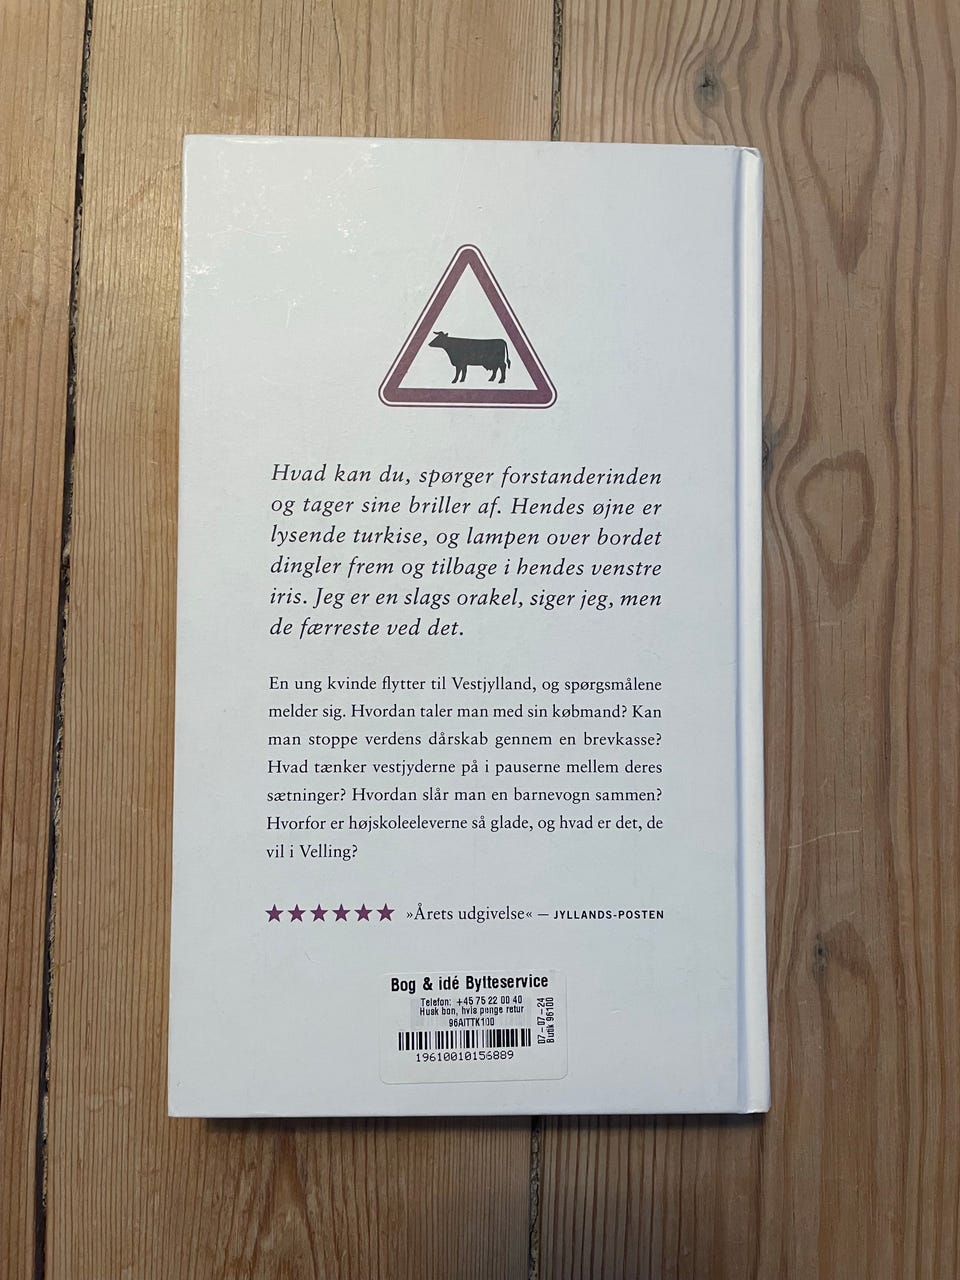 Hvad kan du, spørger forstanderinden
og tager sine briller af. Hendes øjne er
lysende turkise, og lampen over bordet
dingler frem og tilbage i hendes venstre
iris. Jeg er en slags orakel, siger jeg, men
de færreste ved det.
En ung kvinde flytter til Vestjylland, og spørgsmålene
melder sig. Hvordan taler man med sin købmand? Kan
man stoppe verdens dårskab gennem en brevkasse?
Hvad tænker vestjyderne på i pauserne mellem deres
sætninger? Hvordan slår man en barnevogn sammen?
Hvorfor er højskoleeleverne så glade, og hvad er det, de
vil i Velling?
★★★★★★ »Årets udgivelse« – JYLLANDS-POSTEN
Bog & idé Bytteservice
Telefon: +45 75 22 00 40
Husk bon, hvis penge retur
96AITTK100
19610010156889
07-07-24
Butik 96100